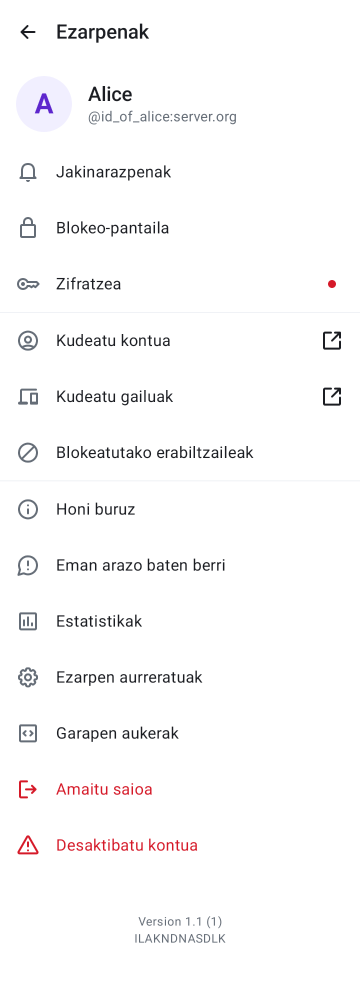 Ezarpenak
A
Alice
@id_of_alice:server.org
Jakinarazpenak
Blokeo-pantaila
Zifratzea
Kudeatu kontua
Kudeatu gailuak
Blokeatutako erabiltzaileak
Honi buruz
Eman arazo baten berri
Estatistikak
Ezarpen aurreratuak
Garapen aukerak
Amaitu saioa
Desaktibatu kontua
Version 1.1 (1)
ILAKNDNASDLK